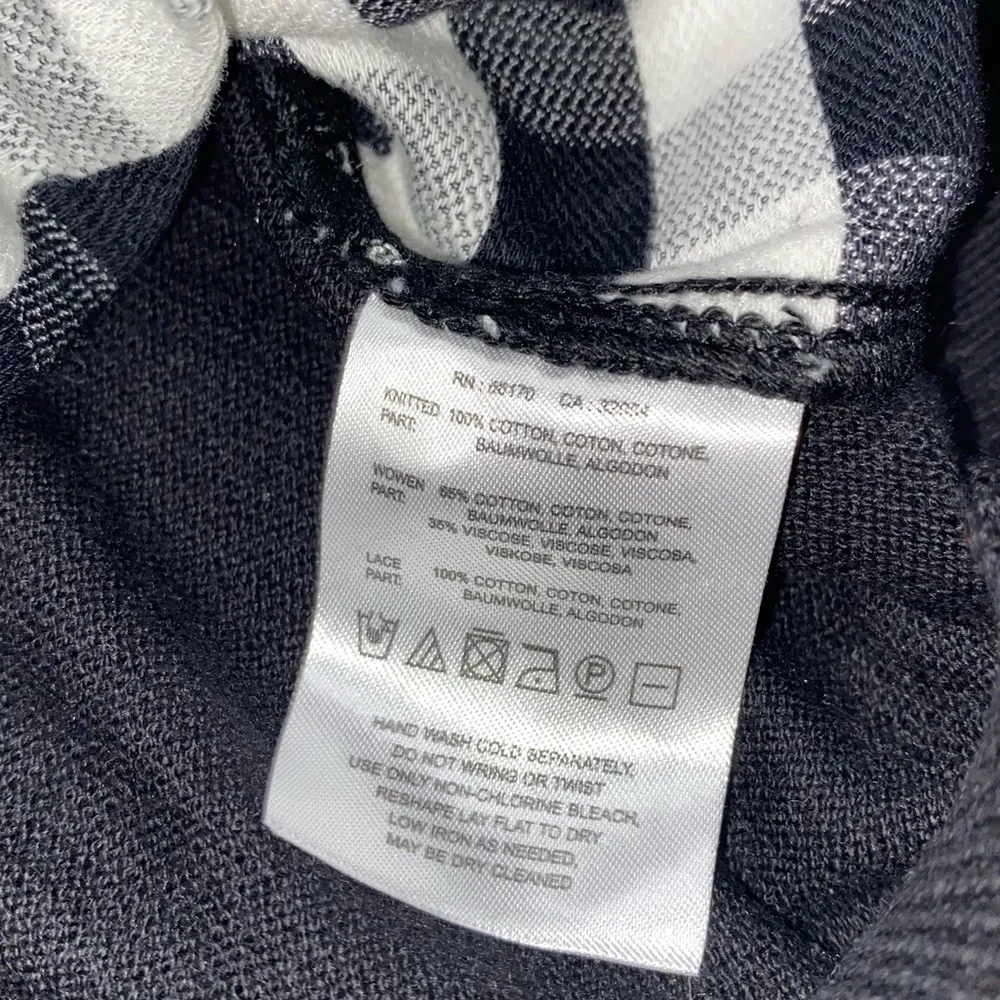 RN : 66170 CA : 32094
KNITTED 100% COTTON, COTON, COTONE,
PART: BAUMWOLLE, ALGODON
WOWEN 65% COTTON, COTON, COTONE,
PART: BAUMWOLLE, ALGODON
35% VISCOSE, VISCOSE, VISCOSA,
VISKOSE, VISCOSA
LACE 100% COTTON, COTON, COTONE,
PART: BAUMWOLLE, ALGODON
P
HAND WASH COLD SEPARATELY,
DO NOT WRING OR TWIST
USE ONLY NON-CHLORINE BLEACH,
RESHAPE LAY FLAT TO DRY
LOW IRON AS NEEDED,
MAY BE DRY CLEANED